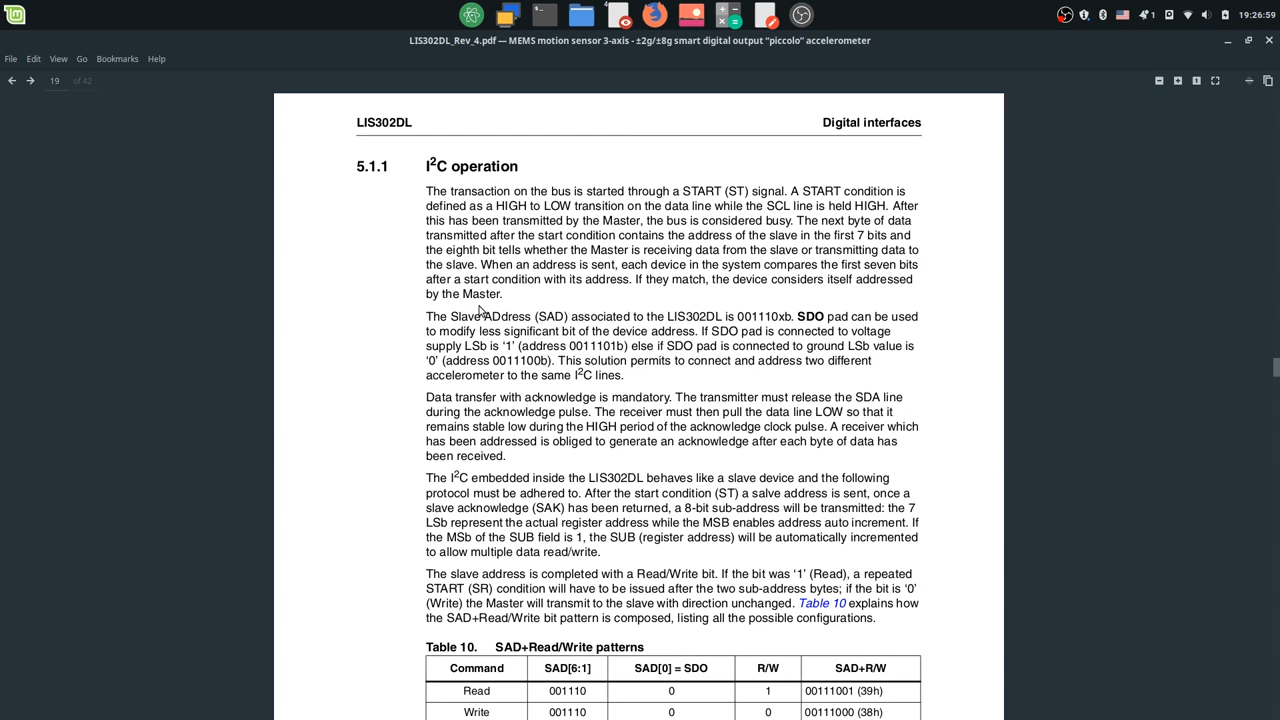 19:26:59
LIS302DL_Rev_4.pdf — MEMS motion sensor 3-axis - ±2g/±8g smart digital output “piccolo” accelerometer
File Edit View Go Bookmarks Help
19 of 42
LIS302DL Digital interfaces
5.1.1 I2C operation
The transaction on the bus is started through a START (ST) signal. A START condition is
defined as a HIGH to LOW transition on the data line while the SCL line is held HIGH. After
this has been transmitted by the Master, the bus is considered busy. The next byte of data
transmitted after the start condition contains the address of the slave in the first 7 bits and
the eighth bit tells whether the Master is receiving data from the slave or transmitting data to
the slave. When an address is sent, each device in the system compares the first seven bits
after a start condition with its address. If they match, the device considers itself addressed
by the Master.
The Slave ADdress (SAD) associated to the LIS302DL is 001110xb. SDO pad can be used
to modify less significant bit of the device address. If SDO pad is connected to voltage
supply LSb is ‘1’ (address 0011101b) else if SDO pad is connected to ground LSb value is
‘0’ (address 0011100b). This solution permits to connect and address two different
accelerometer to the same I2C lines.
Data transfer with acknowledge is mandatory. The transmitter must release the SDA line
during the acknowledge pulse. The receiver must then pull the data line LOW so that it
remains stable low during the HIGH period of the acknowledge clock pulse. A receiver which
has been addressed is obliged to generate an acknowledge after each byte of data has
been received.
The I2C embedded inside the LIS302DL behaves like a slave device and the following
protocol must be adhered to. After the start condition (ST) a salve address is sent, once a
slave acknowledge (SAK) has been returned, a 8-bit sub-address will be transmitted: the 7
LSb represent the actual register address while the MSB enables address auto increment. If
the MSb of the SUB field is 1, the SUB (register address) will be automatically incremented
to allow multiple data read/write.
The slave address is completed with a Read/Write bit. If the bit was ‘1’ (Read), a repeated
START (SR) condition will have to be issued after the two sub-address bytes; if the bit is ‘0’
(Write) the Master will transmit to the slave with direction unchanged. Table 10 explains how
the SAD+Read/Write bit pattern is composed, listing all the possible configurations.
Table 10. SAD+Read/Write patterns
Command SAD[6:1] SAD[0] = SDO R/W SAD+R/W
Read 001110 0 1 00111001 (39h)
Write 001110 0 0 00111000 (38h)